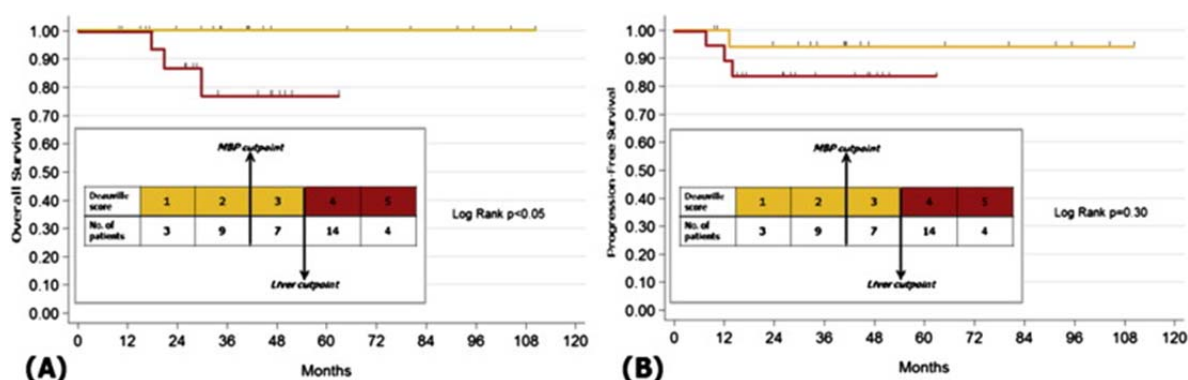 1.00
0.90
0.80
0.70
0.60
0.50
0.40
0.30
0.20
0.10
0.00
Overall Survival
MBP cutpoint
Deauville score 1 2 3 4 5
No. of patients 3 9 7 14 4
Liver cutpoint
Log Rank p<0.05
0 12 24 36 48 60 72 84 96 108 120
Months
(A)
1.00
0.90
0.80
0.70
0.60
0.50
0.40
0.30
0.20
0.10
0.00
Progression-Free Survival
MBP cutpoint
Deauville score 1 2 3 4 5
No. of patients 3 9 7 14 4
Liver cutpoint
Log Rank p=0.30
0 12 24 36 48 60 72 84 96 108 120
Months
(B)